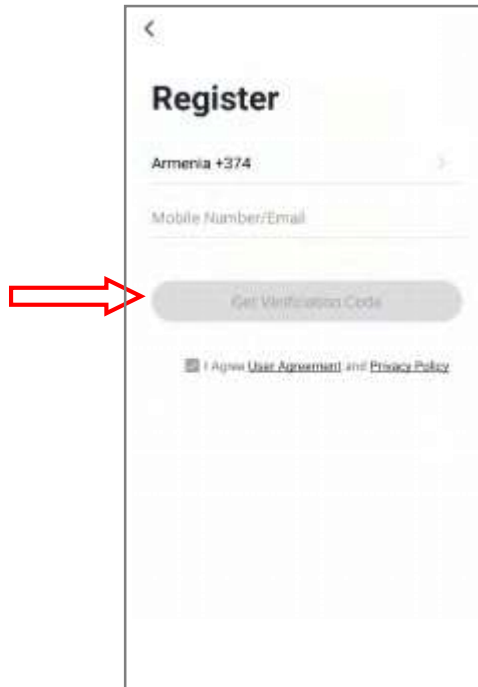 Register
Armenia +374
Mobile Number/Email
Get Verification Code
I Agree User Agreement and Privacy Policy